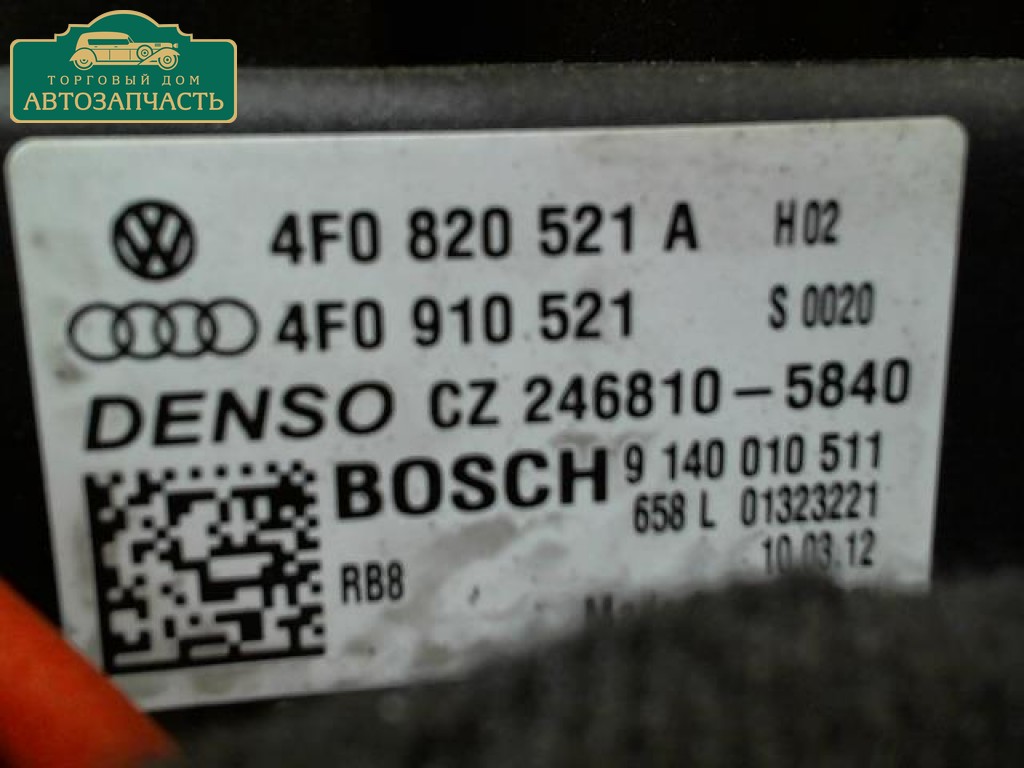 ТОРГОВЫЙ ДОМ
АВТОЗАПЧАСТЬ
4F0 820 521 A H02
4F0 910 521 S 0020
DENSO CZ 246810-5840
BOSCH 9 140 010 511
658 L 01323221
10.03.12
RB8